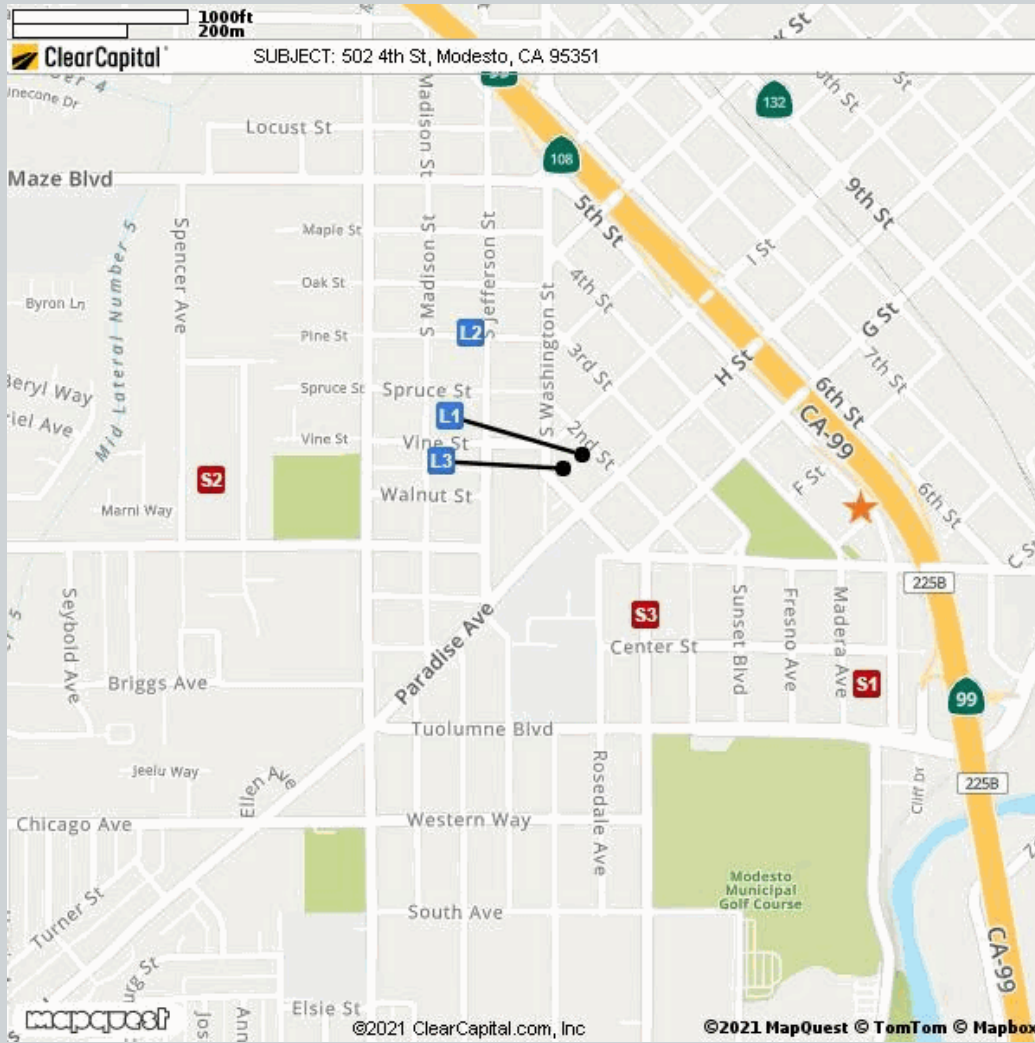 1000ft
200m
ClearCapital
SUBJECT: 502 4th St, Modesto, CA 95351
132
Locust St
Madison St
108
Maze Blvd
5th St
9th St
Spencer Ave
Mid Lateral Number 5
Maple St
S Madison St
S Jefferson St
I St
Oak St
4th St
Byron Ln
S Washington St
G St
Pine St
L2
3rd St
7th St
H St
6th St
Beryl Way
Spruce St
Spruce St
CA-99
L1
2nd St
Vine St
Vine St
L3
S2
F St
6th St
Walnut St
Marni Way
C St
225B
Seybold Ave
S3
Sunset Blvd
Fresno Ave
Madera Ave
Center St
Paradise Ave
Briggs Ave
S1
99
Tuolumne Blvd
Jeelu Way
Ellen Ave
Rosedale Ave
Cliff Dr
225B
Chicago Ave
Western Way
Modesto
Municipal
Golf Course
Turner St
South Ave
CA-99
Elsie St
mapquest
©2021 ClearCapital.com, Inc
©2021 MapQuest © TomTom © Mapbox